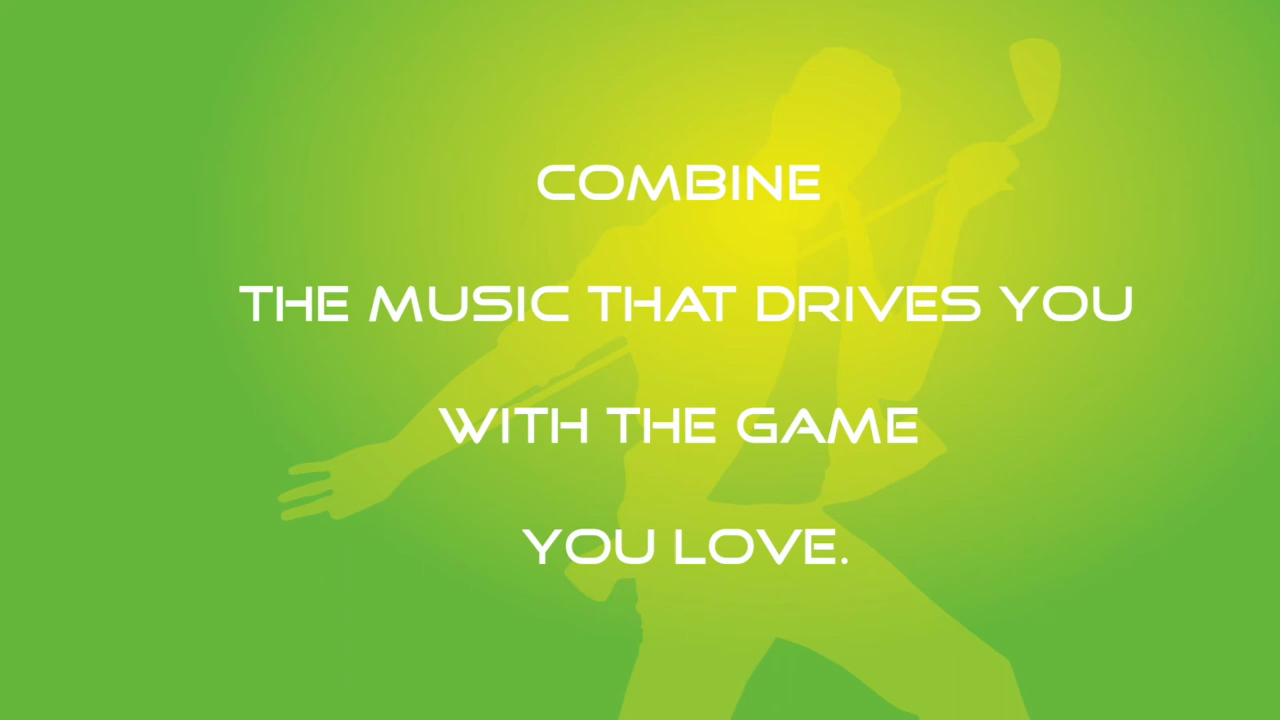 COMBINE
THE MUSIC THAT DRIVES YOU
WITH THE GAME
YOU LOVE.